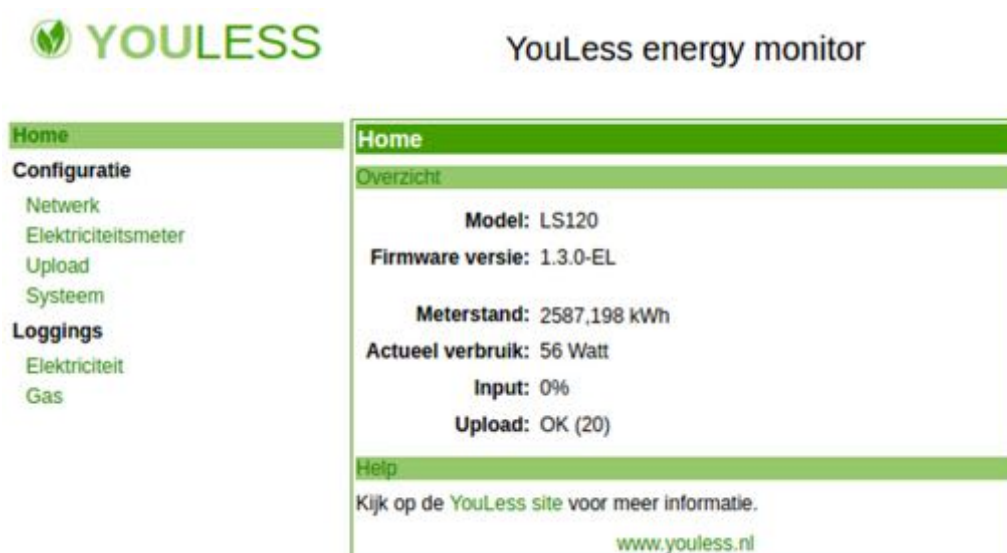 YOULESS
YouLess energy monitor
Home
Configuratie
Netwerk
Elektriciteitsmeter
Upload
Systeem
Loggings
Elektriciteit
Gas
Home
Overzicht
Model: LS120
Firmware versie: 1.3.0-EL
Meterstand: 2587,198 kWh
Actueel verbruik: 56 Watt
Input: 0%
Upload: OK (20)
Help
Kijk op de YouLess site voor meer informatie.
www.youless.nl